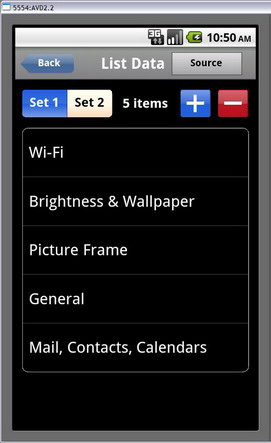 5554:AVD2.2
3G 10:50 AM
Back List Data Source
Set 1 Set 2 5 items + −
Wi-Fi
Brightness & Wallpaper
Picture Frame
General
Mail, Contacts, Calendars